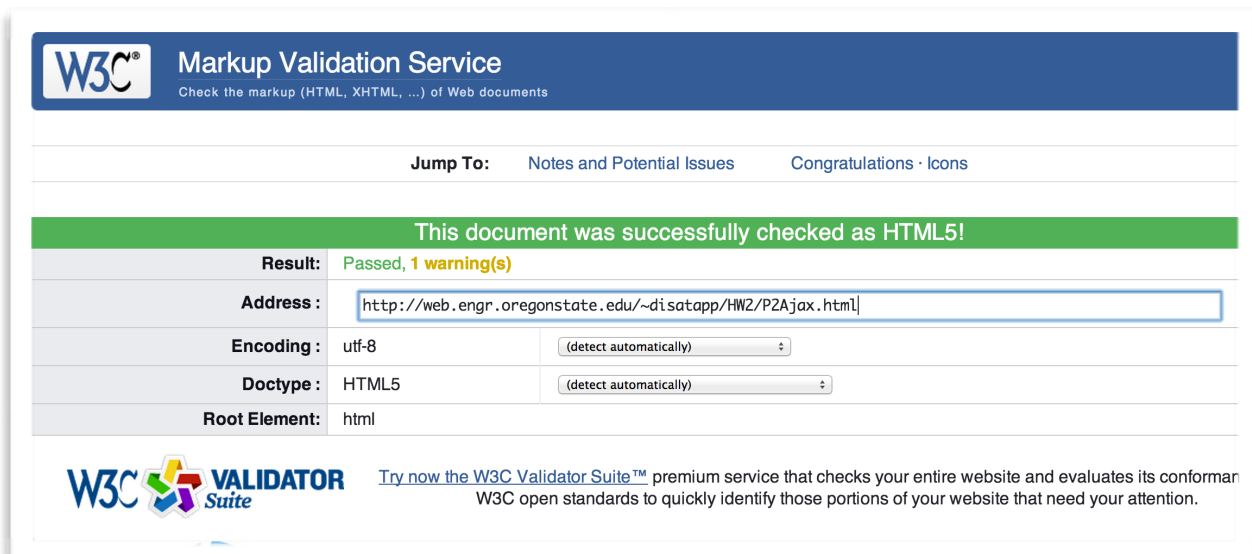 W3C®
Markup Validation Service
Check the markup (HTML, XHTML, ...) of Web documents
Jump To: Notes and Potential Issues Congratulations · Icons
This document was successfully checked as HTML5!
Result: Passed, 1 warning(s)
Address : http://web.engr.oregonstate.edu/~disatapp/HW2/P2Ajax.html
Encoding : utf-8 (detect automatically)
Doctype : HTML5 (detect automatically)
Root Element: html
W3C VALIDATOR Suite
Try now the W3C Validator Suite™ premium service that checks your entire website and evaluates its conforman
W3C open standards to quickly identify those portions of your website that need your attention.